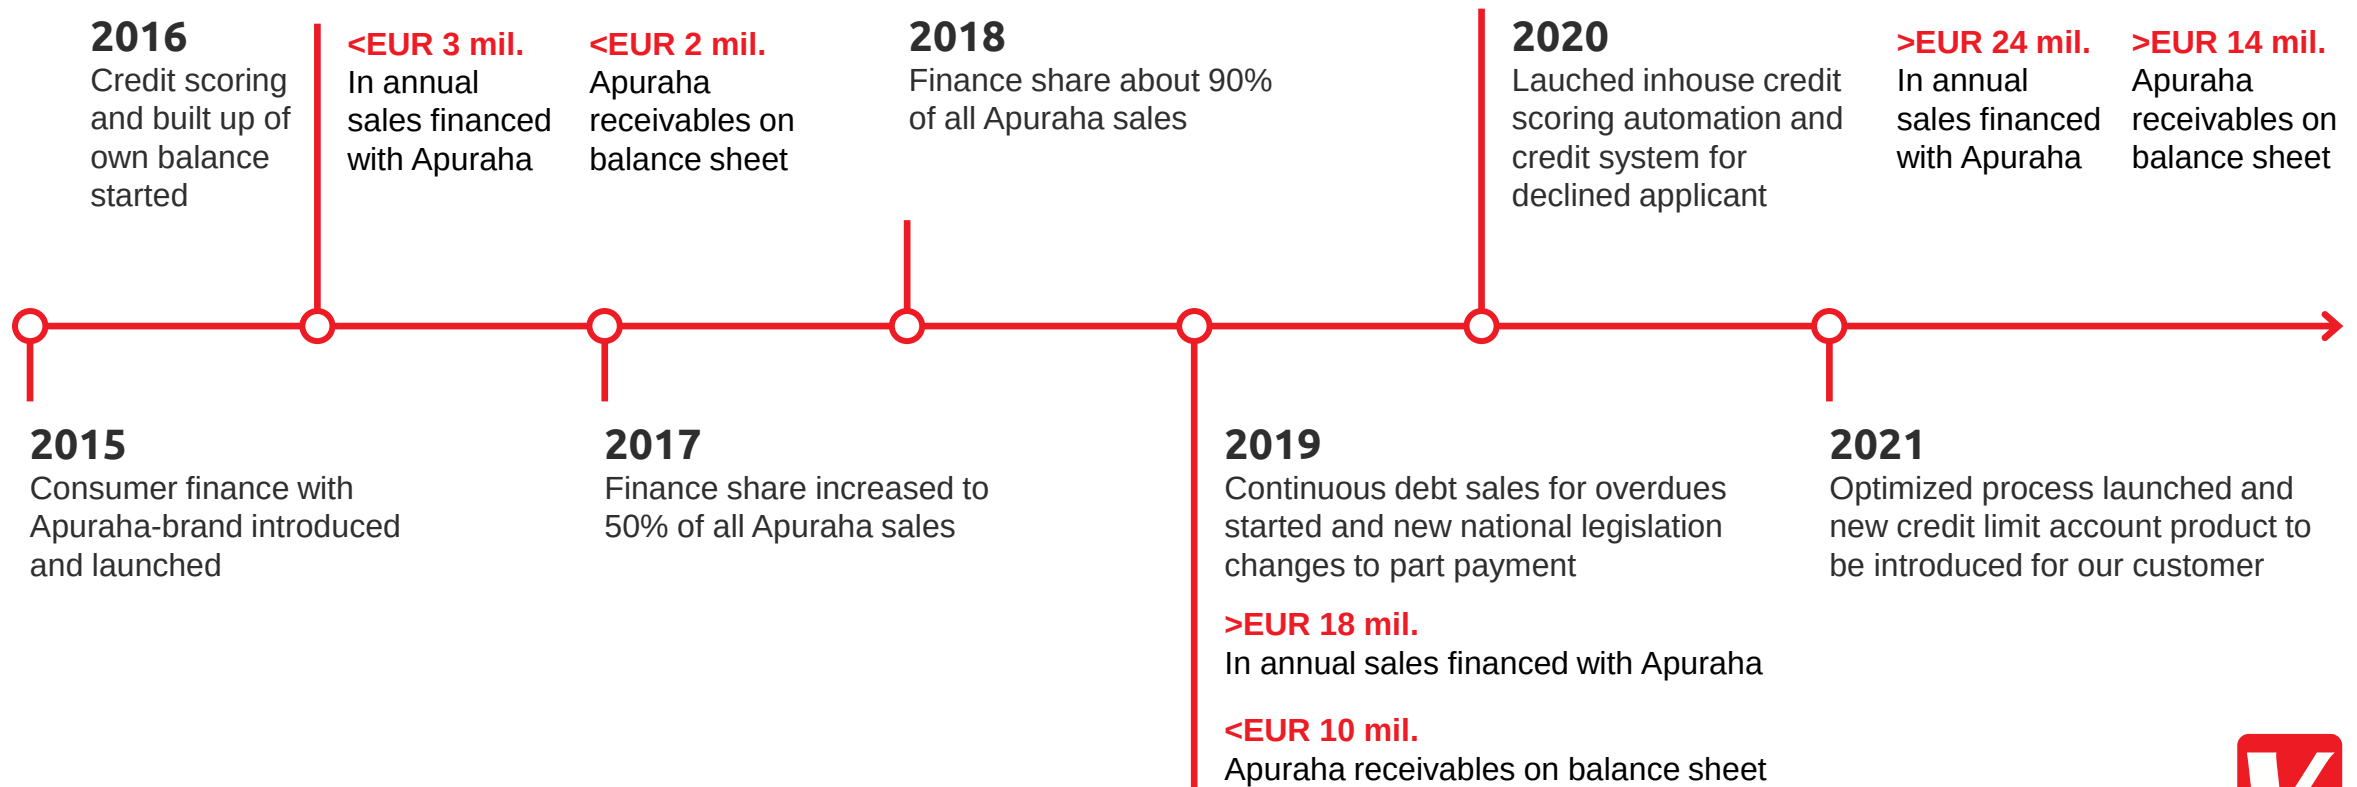 2016
Credit scoring
and built up of
own balance
started
<EUR 3 mil.
In annual
sales financed
with Apuraha
<EUR 2 mil.
Apuraha
receivables on
balance sheet
2018
Finance share about 90%
of all Apuraha sales
2020
Lauched inhouse credit
scoring automation and
credit system for
declined applicant
>EUR 24 mil.
In annual
sales financed
with Apuraha
>EUR 14 mil.
Apuraha
receivables on
balance sheet
2015
Consumer finance with
Apuraha-brand introduced
and launched
2017
Finance share increased to
50% of all Apuraha sales
2019
Continuous debt sales for overdues
started and new national legislation
changes to part payment
>EUR 18 mil.
In annual sales financed with Apuraha
<EUR 10 mil.
Apuraha receivables on balance sheet
2021
Optimized process launched and
new credit limit account product to
be introduced for our customer